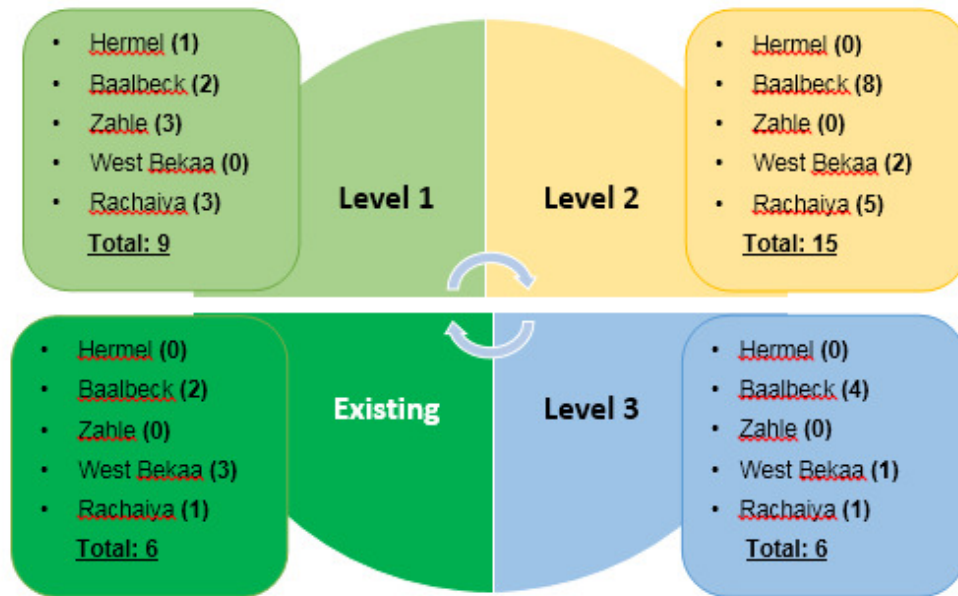 • Hermel (1)
• Baalbeck (2)
• Zahle (3)
• West Bekaa (0)
• Rachaiya (3)
Total: 9
Level 1
Level 2
• Hermel (0)
• Baalbeck (8)
• Zahle (0)
• West Bekaa (2)
• Rachaiya (5)
Total: 15
• Hermel (0)
• Baalbeck (2)
• Zahle (0)
• West Bekaa (3)
• Rachaiya (1)
Total: 6
Existing
Level 3
• Hermel (0)
• Baalbeck (4)
• Zahle (0)
• West Bekaa (1)
• Rachaiya (1)
Total: 6